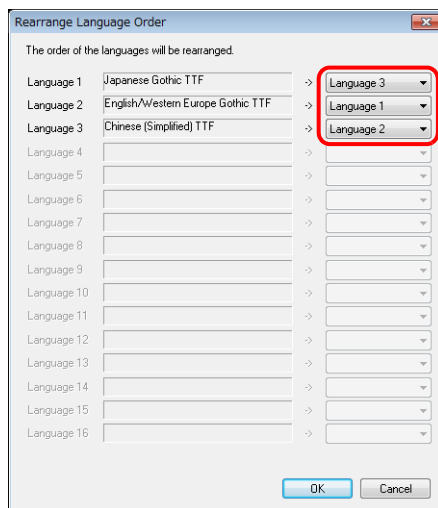 Rearrange Language Order
The order of the languages will be rearranged.
Language 1 Japanese Gothic TTF -> Language 3
Language 2 English/Western Europe Gothic TTF -> Language 1
Language 3 Chinese (Simplified) TTF -> Language 2
Language 4 ->
Language 5 ->
Language 6 ->
Language 7 ->
Language 8 ->
Language 9 ->
Language 10 ->
Language 11 ->
Language 12 ->
Language 13 ->
Language 14 ->
Language 15 ->
Language 16 ->
OK Cancel